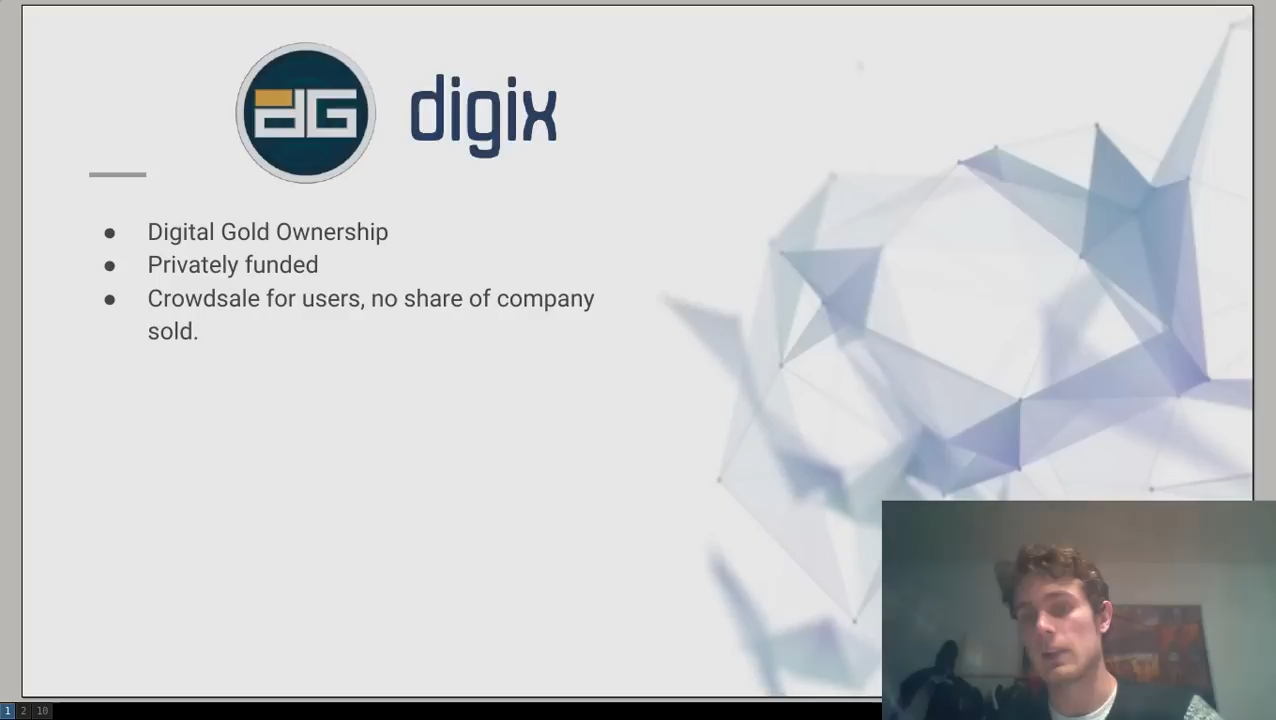 dG
digix
● Digital Gold Ownership
● Privately funded
● Crowdsale for users, no share of company
sold.
1 2 10